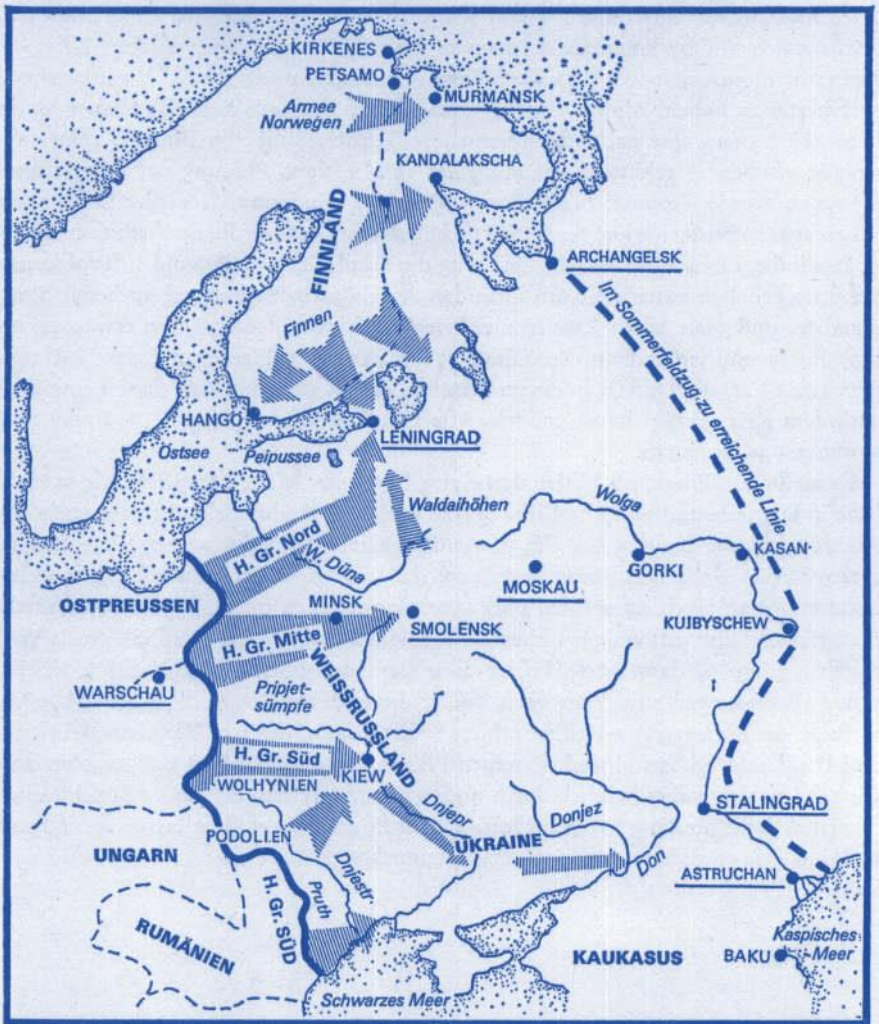 KIRKENES
PETSAMO
MURMANSK
Armee
Norwegen
KANDALAKSCHA
FINNLAND
ARCHANGELSK
Im Sommerfeldzug zu erreichende Linie
Finnen
HANGO
LENINGRAD
Ostsee
Peipussee
Waldaihöhen
Wolga
H. Gr. Nord
W. Düna
GORKI
KASAN
MOSKAU
OSTPREUSSEN
MINSK
SMOLENSK
KUJBYSCHEW
H. Gr. Mitte
WARSCHAU
WEISSRUSSLAND
Pripjet-
sümpfe
H. Gr. Süd
KIEW
WOLHYNIEN
STALINGRAD
Dnjepr
Donjez
PODOLLEN
UKRAINE
UNGARN
Don
Dnjestr
ASTRUCHAN
Pruth
H. Gr. SÜD
RUMÄNIEN
KAUKASUS
BAKU
Kaspisches
Meer
Schwarzes Meer